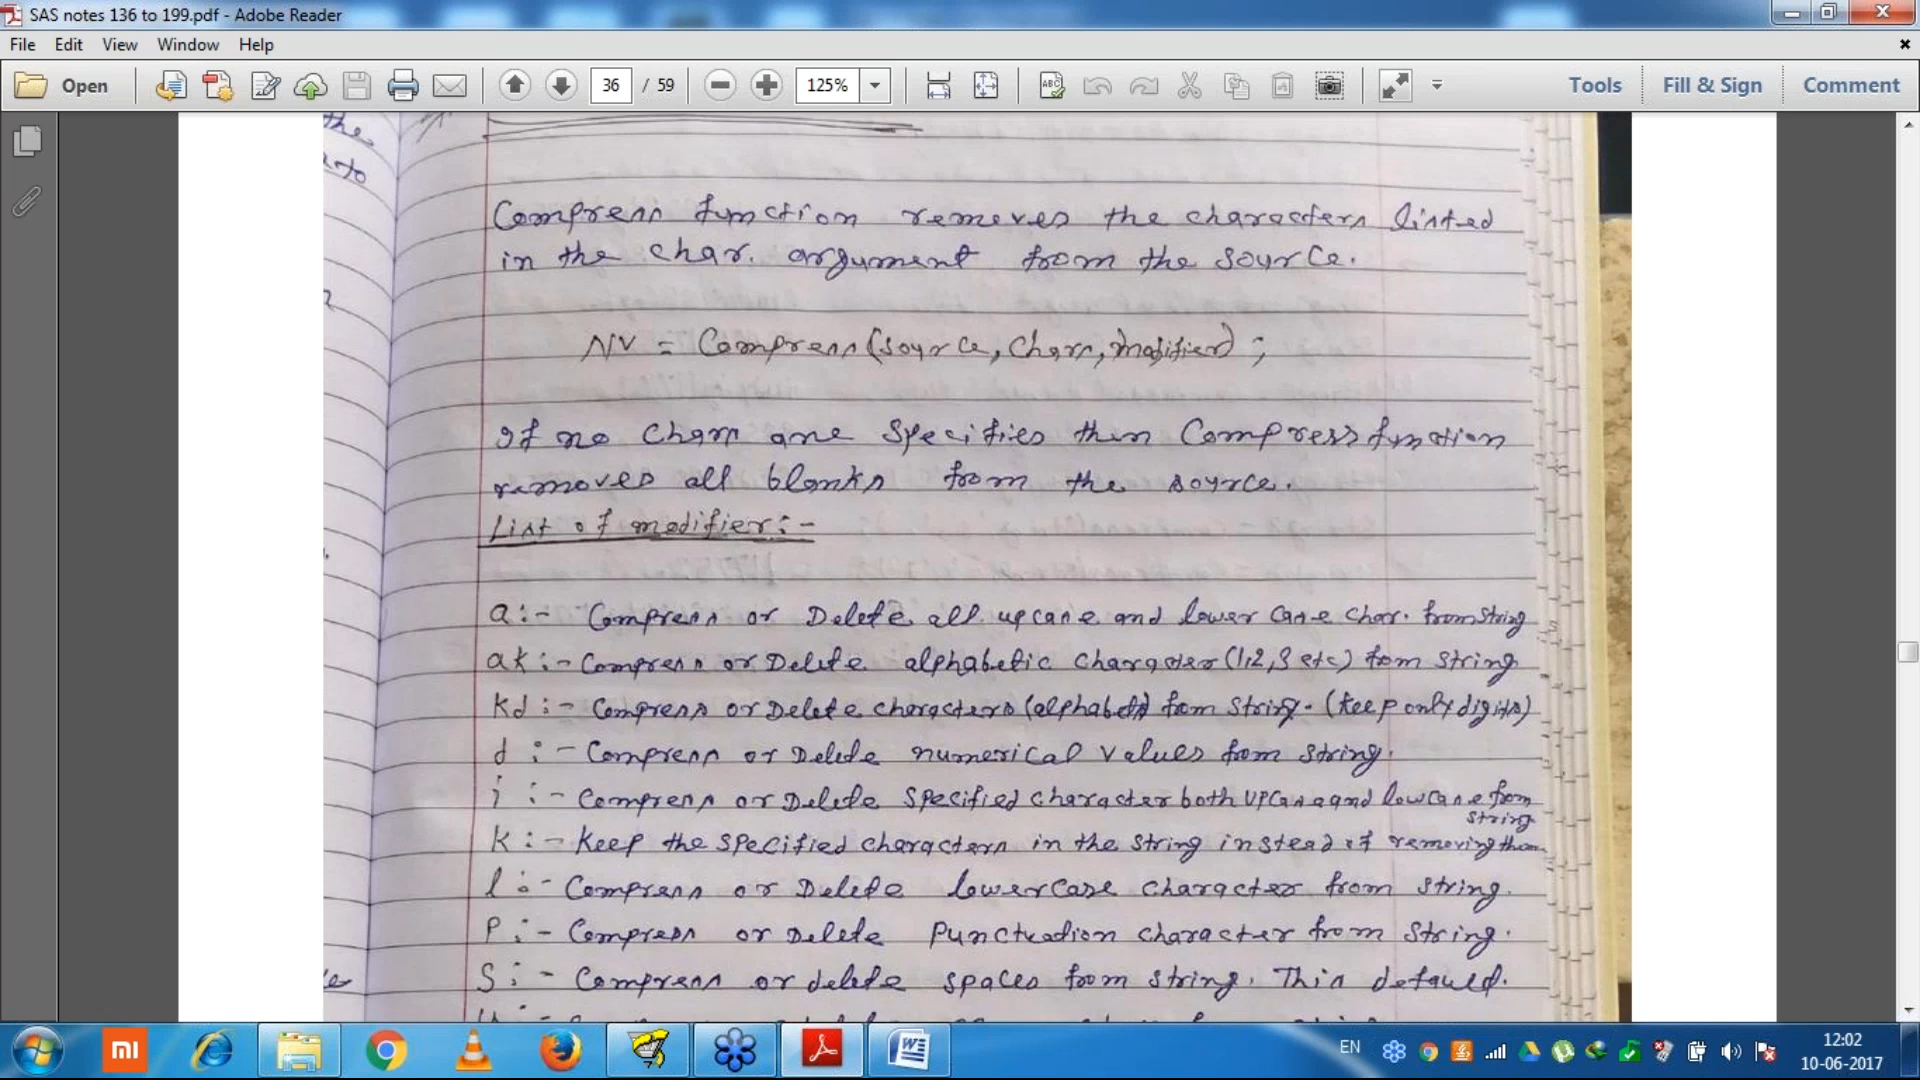 SAS notes 136 to 199.pdf - Adobe Reader
File Edit View Window Help
Open 36 / 59 125% Tools Fill & Sign Comment
the
Compress function removes the characters listed
in the char. argument from the source.
NV = Compress(source, chars, modifier);
If no chars are specifies then Compress function
removes all blanks from the source.
List of modifier:-
a:- Compress or Delete all upcase and lower case char. from string
ak:- Compress or Delete alphabetic character (1,2,3 etc) from string
kd:- Compress or Delete characters (alphabets) from string. (keep only digits)
d:- Compress or Delete numerical values from string.
i:- Compress or Delete specified character both upcase and lowcase from
string
k:- keep the specified characters in the string instead of removing them
l:- Compress or Delete lowercase character from string.
P:- Compress or Delete Punctuation character from string.
S:- Compress or delete spaces from string. This default.
EN
12:02
10-06-2017